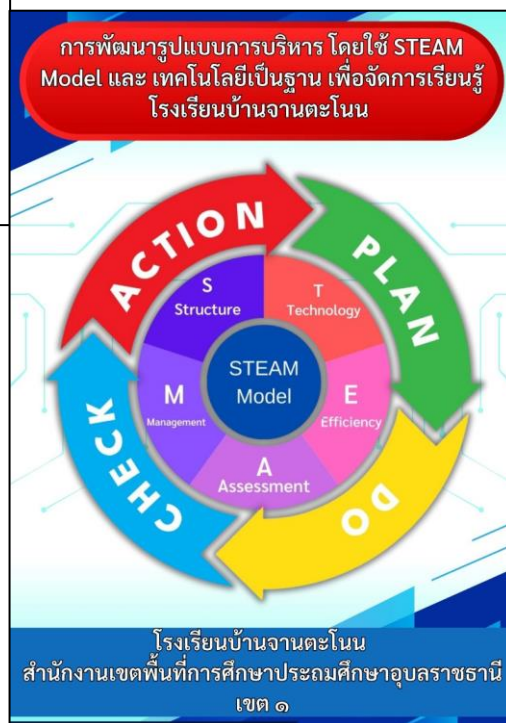 การพัฒนารูปแบบการบริหาร โดยใช้ STEAM
Model และ เทคโนโลยีเป็นฐาน เพื่อจัดการเรียนรู้
โรงเรียนบ้านจานตะโนน
ACTION
PLAN
S
Structure
T
Technology
STEAM
Model
M
Management
E
Efficiency
A
Assessment
CHECK
DO
โรงเรียนบ้านจานตะโนน
สำนักงานเขตพื้นที่การศึกษาประถมศึกษาอุบลราชธานี
เขต ๑